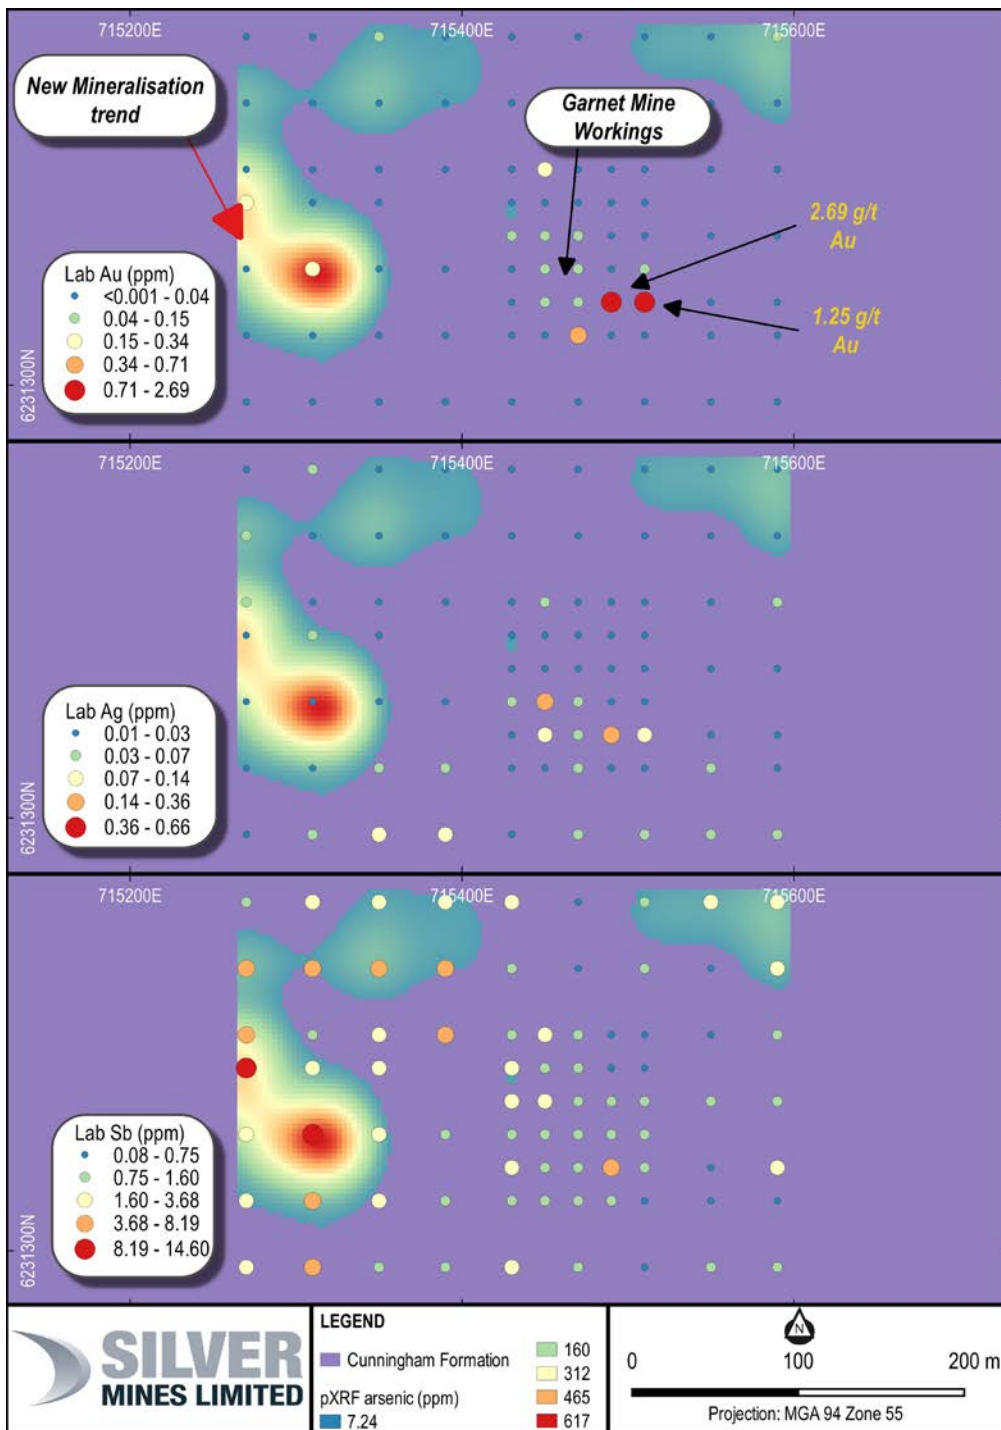 715200E
715400E
715600E
New Mineralisation
trend
Garnet Mine
Workings
2.69 g/t
Au
1.25 g/t
Au
Lab Au (ppm)
<0.001 - 0.04
0.04 - 0.15
0.15 - 0.34
0.34 - 0.71
0.71 - 2.69
6231300N
715200E
715400E
715600E
Lab Ag (ppm)
0.01 - 0.03
0.03 - 0.07
0.07 - 0.14
0.14 - 0.36
0.36 - 0.66
6231300N
715200E
715400E
715600E
Lab Sb (ppm)
0.08 - 0.75
0.75 - 1.60
1.60 - 3.68
3.68 - 8.19
8.19 - 14.60
6231300N
SILVER
MINES LIMITED
LEGEND
Cunningham Formation
pXRF arsenic (ppm)
7.24
160
312
465
617
N
0 100 200 m
Projection: MGA 94 Zone 55